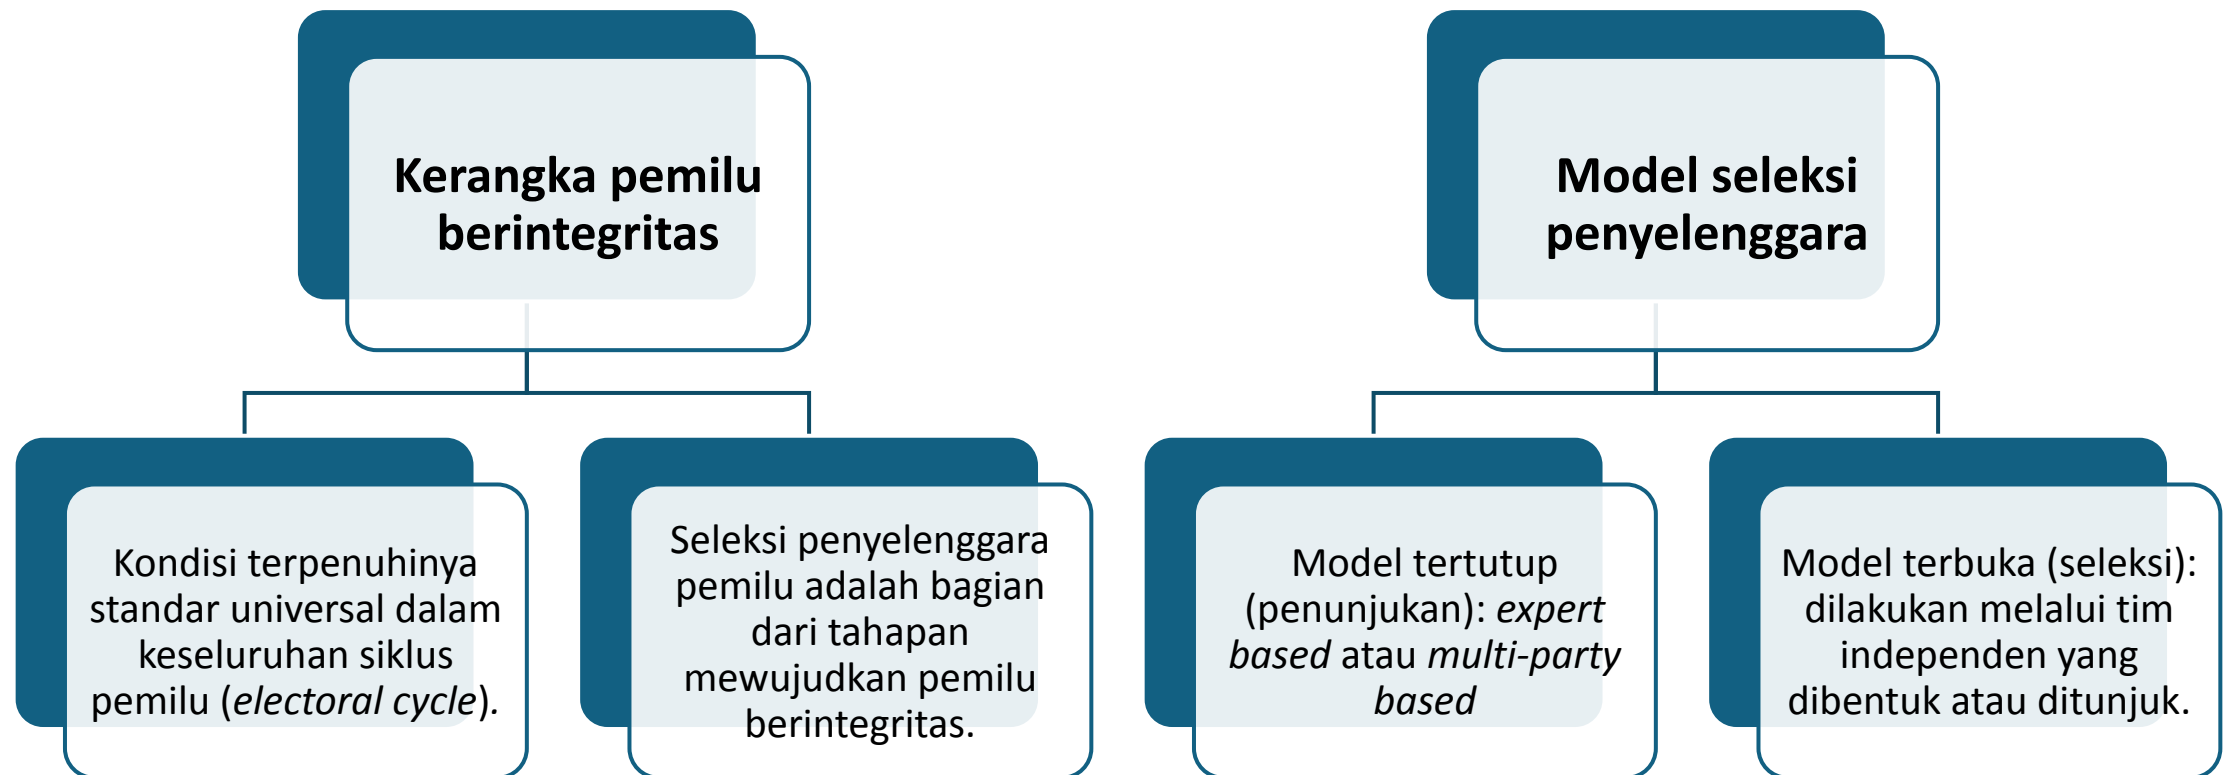 Kerangka pemilu
berintegritas
Model seleksi
penyelenggara
Kondisi terpenuhinya
standar universal dalam
keseluruhan siklus
pemilu (electoral cycle).
Seleksi penyelenggara
pemilu adalah bagian
dari tahapan
mewujudkan pemilu
berintegritas.
Model tertutup
(penunjukan): expert
based atau multi-party
based
Model terbuka (seleksi):
dilakukan melalui tim
independen yang
dibentuk atau ditunjuk.